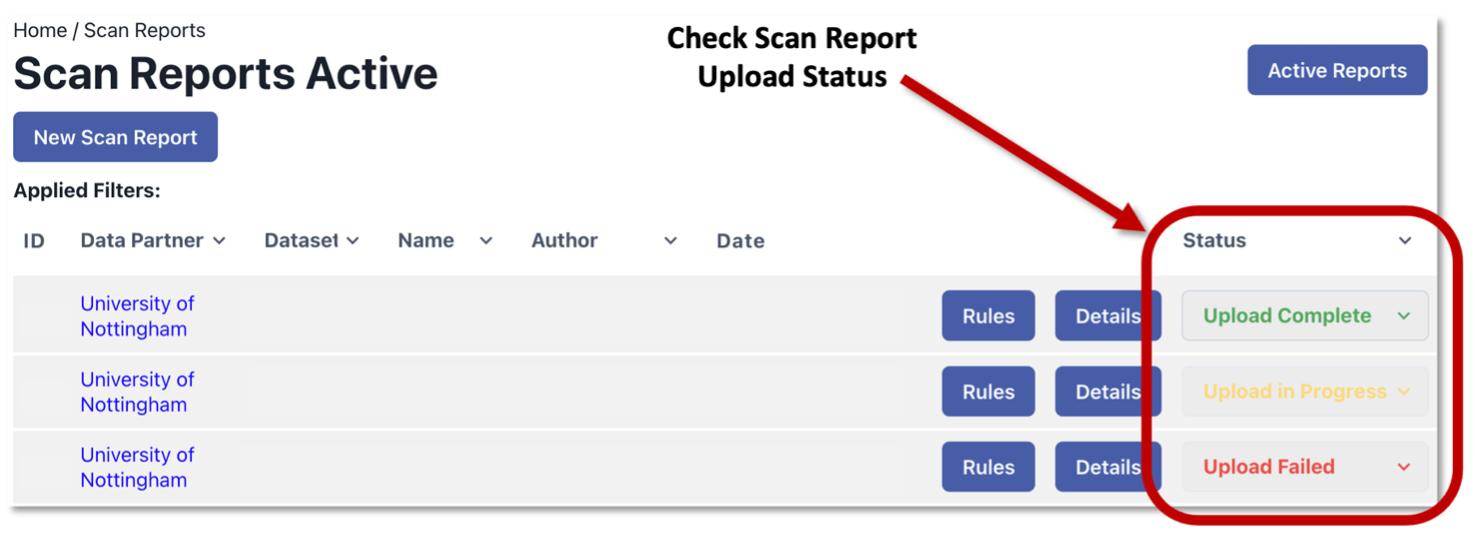 Home / Scan Reports
Check Scan Report
Upload Status
Scan Reports Active
Active Reports
New Scan Report
Applied Filters:
ID Data Partner Dataset Name Author Date Status
University of
Nottingham
Rules Details Upload Complete
University of
Nottingham
Rules Details Upload in Progress
University of
Nottingham
Rules Details Upload Failed